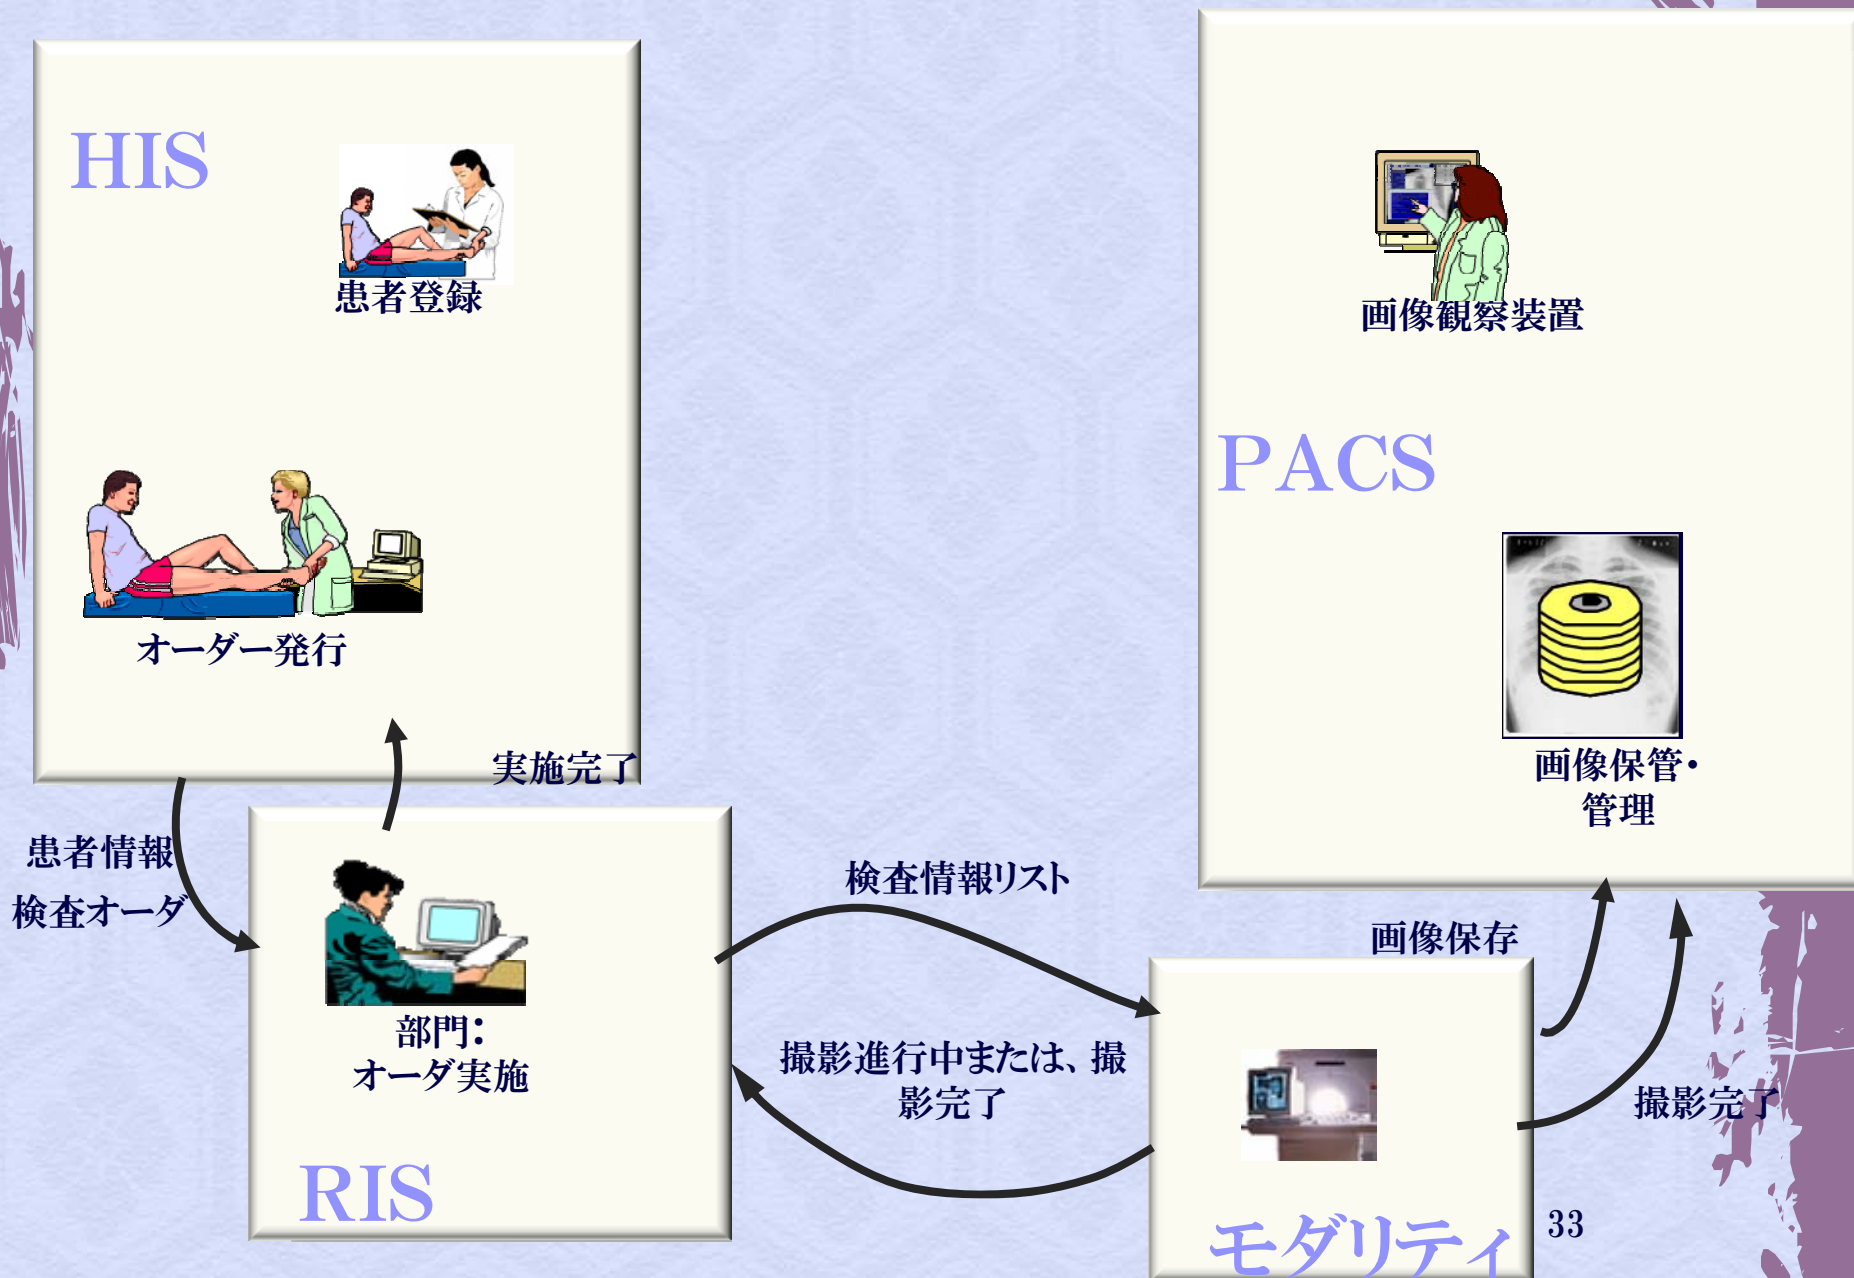 HIS
患者登録
オーダー発行
実施完了
患者情報
検査オーダ
部門：
オーダ実施
RIS
検査情報リスト
撮影進行中または、撮
影完了
画像観察装置
PACS
画像保管・
管理
画像保存
撮影完了
モダリティ
33